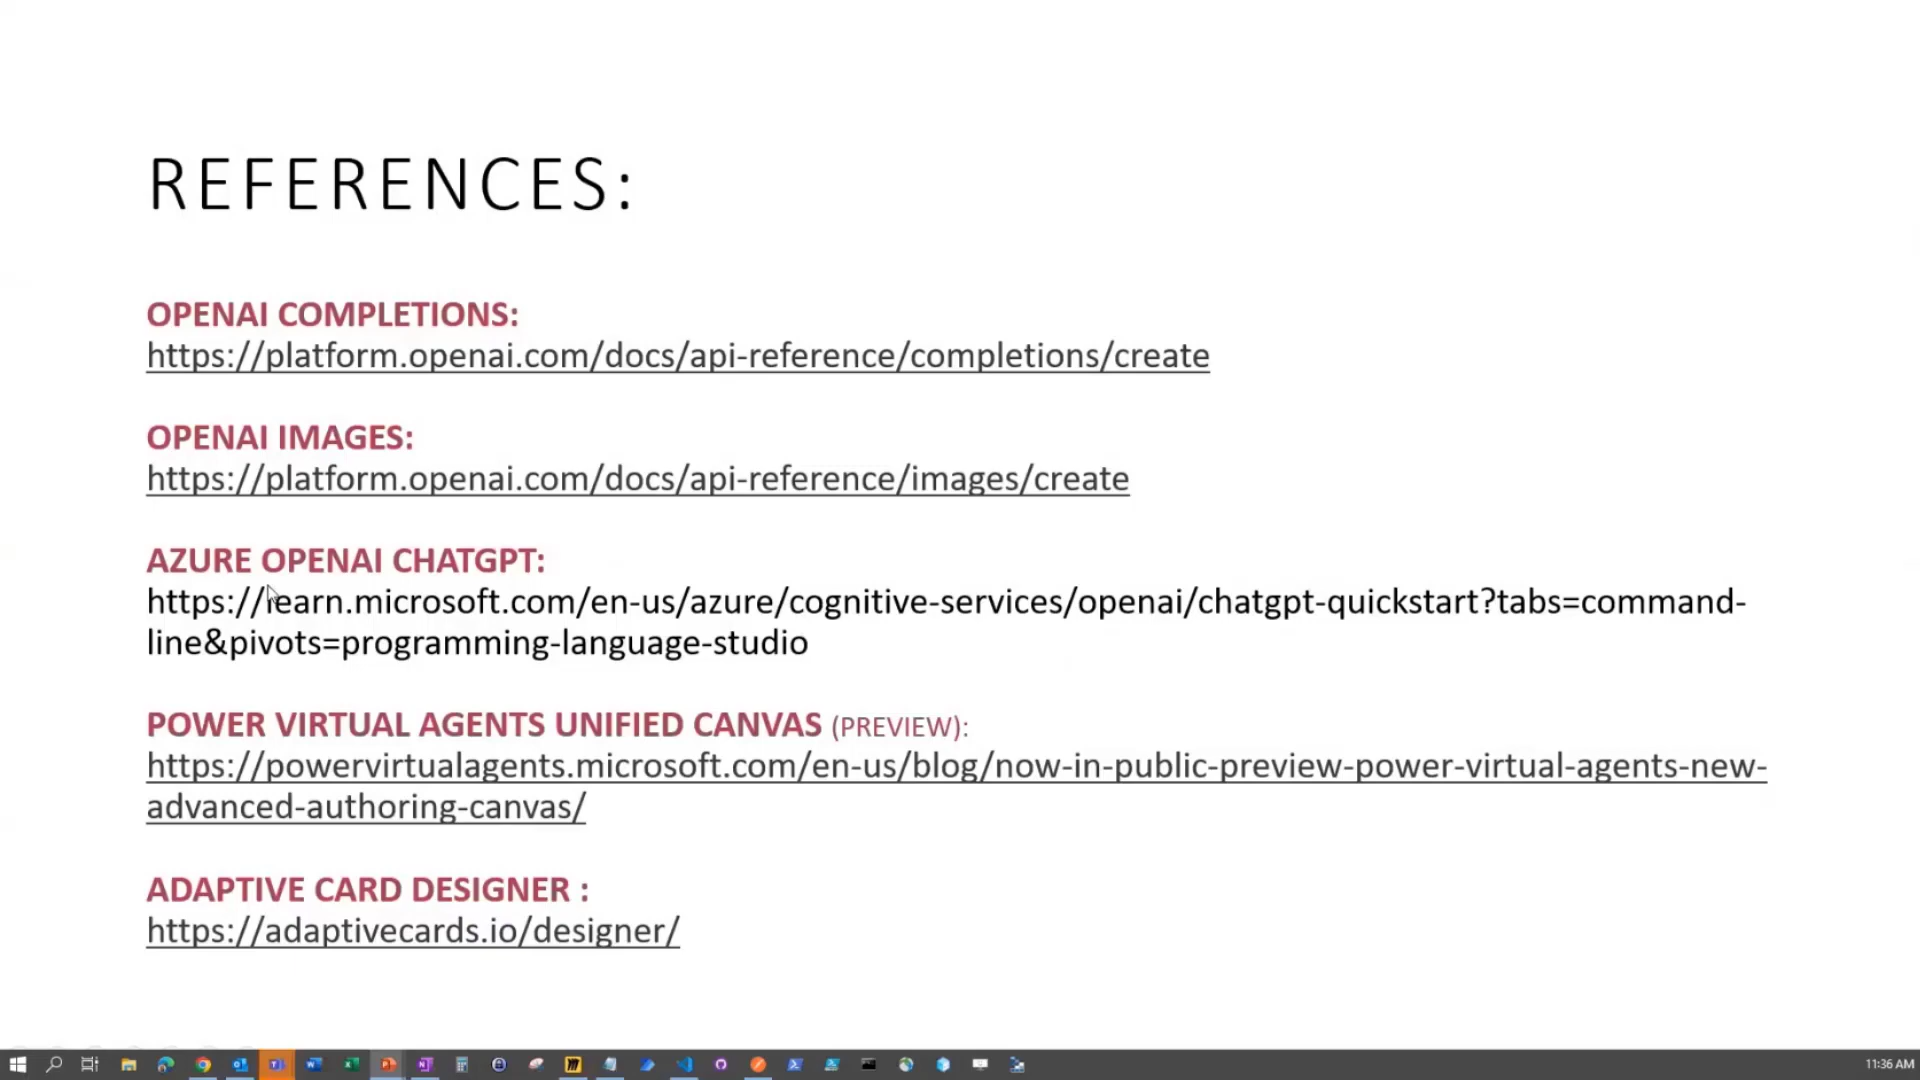 REFERENCES:
OPENAI COMPLETIONS:
https://platform.openai.com/docs/api-reference/completions/create
OPENAI IMAGES:
https://platform.openai.com/docs/api-reference/images/create
AZURE OPENAI CHATGPT:
https://learn.microsoft.com/en-us/azure/cognitive-services/openai/chatgpt-quickstart?tabs=command-
line&pivots=programming-language-studio
POWER VIRTUAL AGENTS UNIFIED CANVAS (PREVIEW):
https://powervirtualagents.microsoft.com/en-us/blog/now-in-public-preview-power-virtual-agents-new-
advanced-authoring-canvas/
ADAPTIVE CARD DESIGNER :
https://adaptivecards.io/designer/
11:36 AM